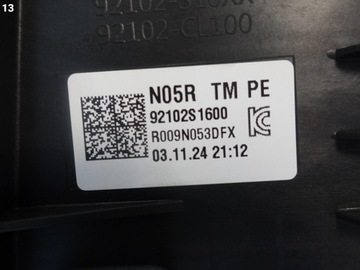 13
92102-CL100
N05R TM PE
92102S1600
R009N053DFX
03.11.24 21:12